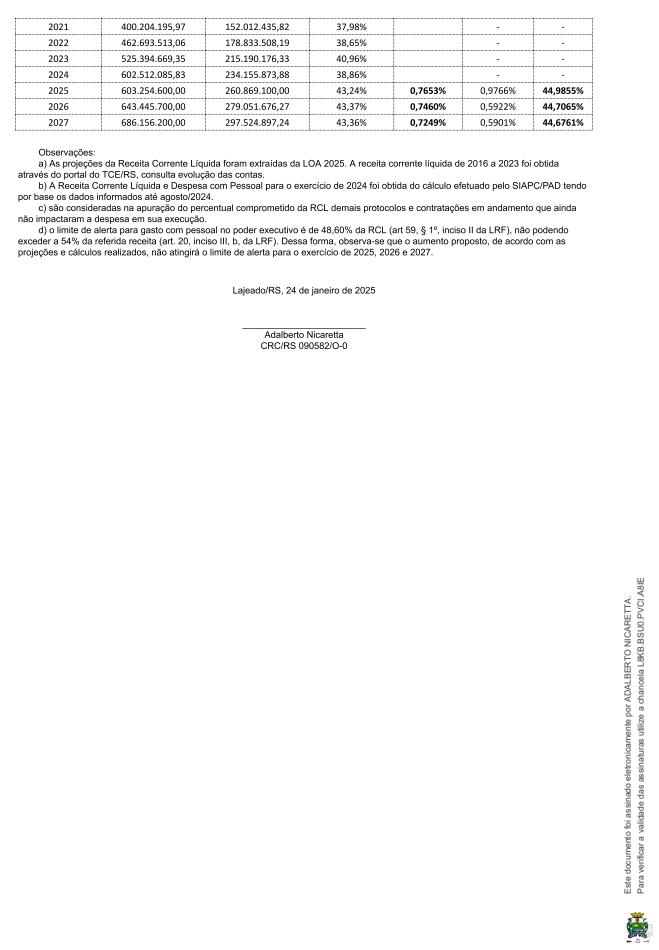 2021 400.204.195,97 152.012.435,82 37,98% - -
2022 462.693.513,06 178.833.508,19 38,65% - -
2023 525.394.669,35 215.190.176,33 40,96% - -
2024 602.512.085,83 234.155.873,88 38,86% - -
2025 603.254.600,00 260.869.100,00 43,24% 0,7653% 0,9766% 44,9855%
2026 643.445.700,00 279.051.676,27 43,37% 0,7460% 0,5922% 44,7065%
2027 686.156.200,00 297.524.897,24 43,36% 0,7249% 0,5901% 44,6761%
Observações:
a) As projeções da Receita Corrente Líquida foram extraídas da LOA 2025. A receita corrente líquida de 2016 a 2023 foi obtida
através do portal do TCE/RS, consulta evolução das contas.
b) A Receita Corrente Líquida e Despesa com Pessoal para o exercício de 2024 foi obtida do cálculo efetuado pelo SIAPC/PAD tendo
por base os dados informados até agosto/2024.
c) são consideradas na apuração do percentual comprometido da RCL demais protocolos e contratações em andamento que ainda
não impactaram a despesa em sua execução.
d) o limite de alerta para gasto com pessoal no poder executivo é de 48,60% da RCL (art 59, § 1º, inciso II da LRF), não podendo
exceder a 54% da referida receita (art. 20, inciso III, b, da LRF). Dessa forma, observa-se que o aumento proposto, de acordo com as
projeções e cálculos realizados, não atingirá o limite de alerta para o exercício de 2025, 2026 e 2027.
Lajeado/RS, 24 de janeiro de 2025
Adalberto Nicaretta
CRC/RS 090582/O-0
Este documento foi assinado eletronicamente por ADALBERTO NICARETTA.
Para verificar a validade das assinaturas utilize a chancela L8KB.BSU0.PVCI.A8IE